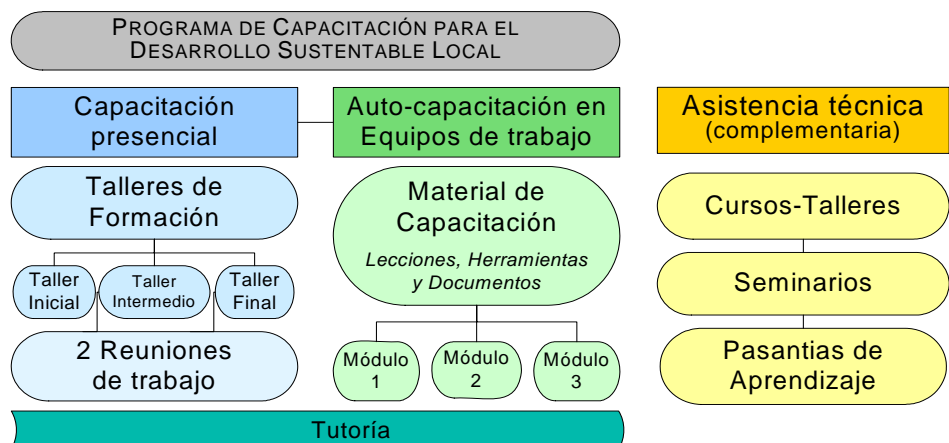 PROGRAMA DE CAPACITACIÓN PARA EL
DESARROLLO SUSTENTABLE LOCAL
Capacitación
presencial
Auto-capacitación en
Equipos de trabajo
Asistencia técnica
(complementaria)
Talleres de
Formación
Taller
Inicial
Taller
Intermedio
Taller
Final
2 Reuniones
de trabajo
Material de
Capacitación
Lecciones, Herramientas
y Documentos
Módulo
1
Módulo
2
Módulo
3
Cursos-Talleres
Seminarios
Pasantias de
Aprendizaje
Tutoría